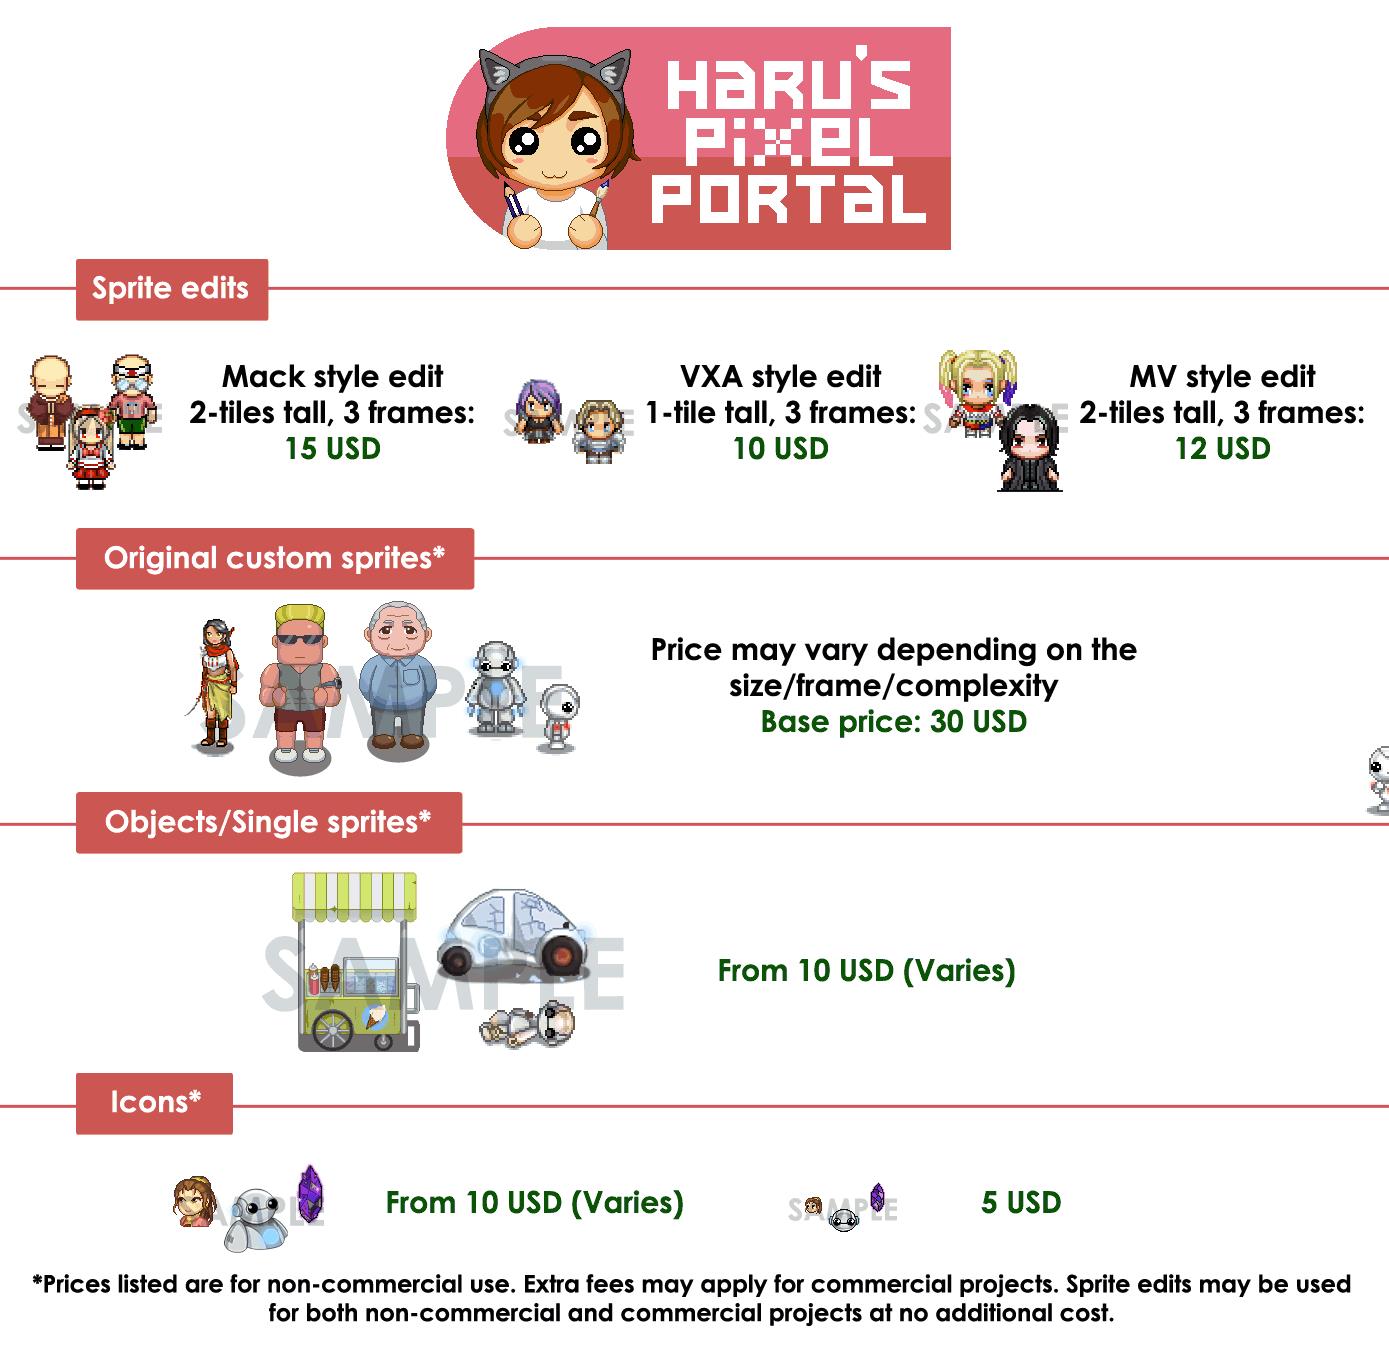 HARU'S
PIXEL
PORTAL
Sprite edits
SAMPLE
Mack style edit
2-tiles tall, 3 frames:
15 USD
SAMPLE
VXA style edit
1-tile tall, 3 frames:
10 USD
SAMPLE
MV style edit
2-tiles tall, 3 frames:
12 USD
Original custom sprites*
SAMPLE
Price may vary depending on the
size/frame/complexity
Base price: 30 USD
Objects/Single sprites*
SAMPLE
From 10 USD (Varies)
Icons*
SAMPLE
From 10 USD (Varies)
SAMPLE
5 USD
*Prices listed are for non-commercial use. Extra fees may apply for commercial projects. Sprite edits may be used
for both non-commercial and commercial projects at no additional cost.